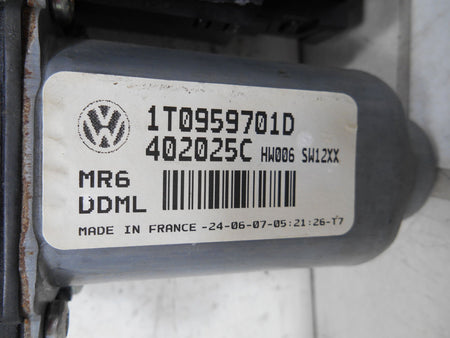 1T0959701D
402025C HW006 SW12XX
MR6
DDML
MADE IN FRANCE -24-06-07-05:21:26-T7